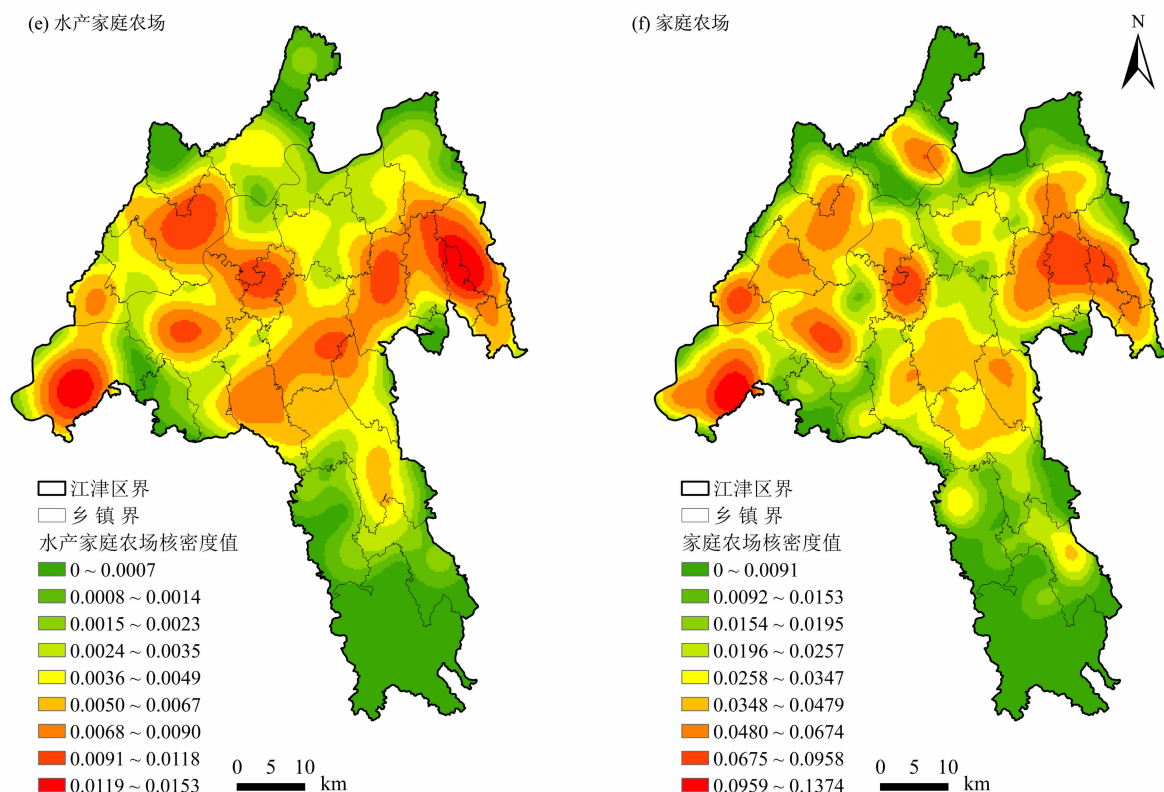 (e) 水产家庭农场
江津区界
乡 镇 界
水产家庭农场核密度值
0 ~ 0.0007
0.0008 ~ 0.0014
0.0015 ~ 0.0023
0.0024 ~ 0.0035
0.0036 ~ 0.0049
0.0050 ~ 0.0067
0.0068 ~ 0.0090
0.0091 ~ 0.0118
0.0119 ~ 0.0153
0 5 10
km
(f) 家庭农场
N
江津区界
乡 镇 界
家庭农场核密度值
0 ~ 0.0091
0.0092 ~ 0.0153
0.0154 ~ 0.0195
0.0196 ~ 0.0257
0.0258 ~ 0.0347
0.0348 ~ 0.0479
0.0480 ~ 0.0674
0.0675 ~ 0.0958
0.0959 ~ 0.1374
0 5 10
km